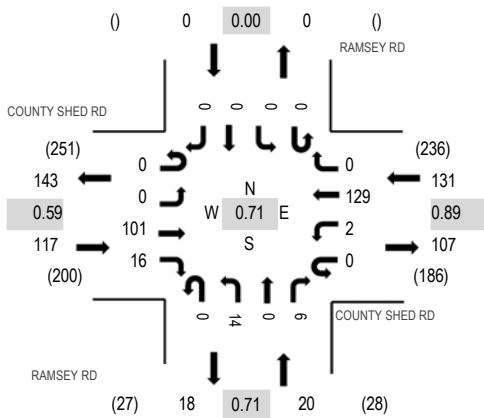 () 0 0.00 0 ()
RAMSEY RD
0 0 0 0
COUNTY SHED RD
(251) 0 0 (236)
143 0 N 129 131
0.59 W 0.71 E 0.89
117 101 S 2 107
(200) 16 0 (186)
0 14 0 6
COUNTY SHED RD
RAMSEY RD
(27) 18 0.71 20 (28)